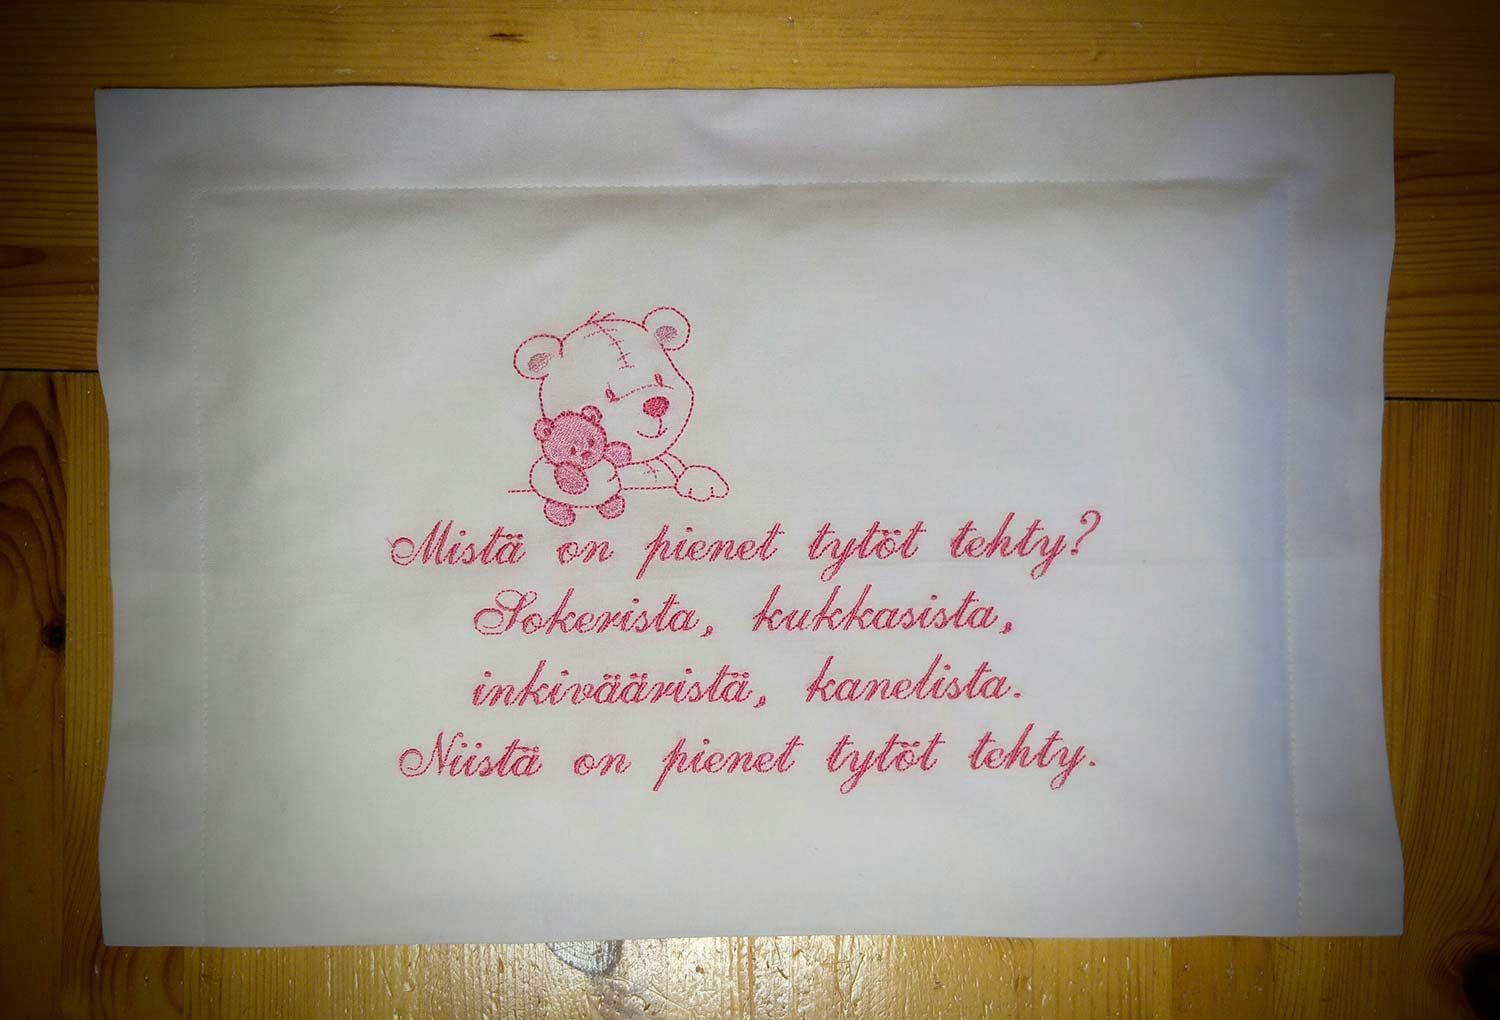 Mistä on pienet tytöt tehty?
Sokerista, kukkasista,
inkivääristä, kanelista.
Niistä on pienet tytöt tehty.